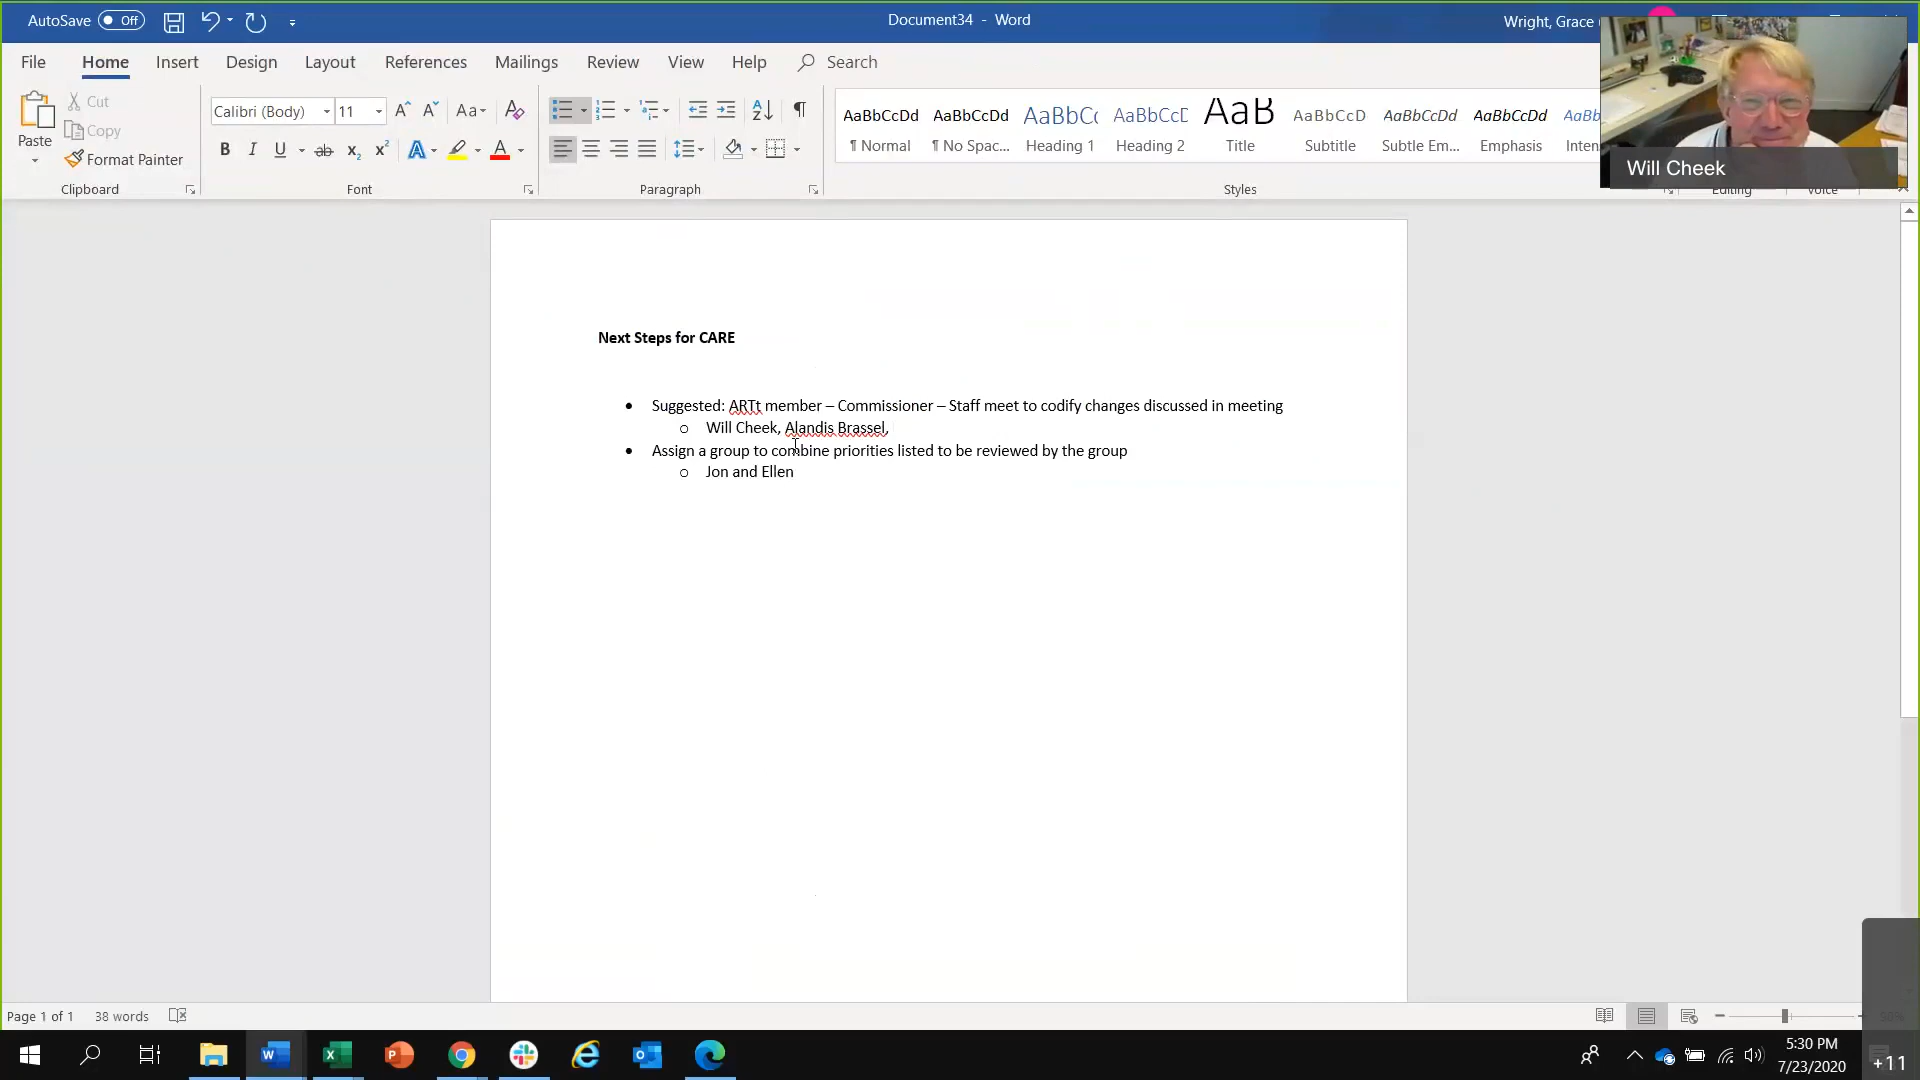 AutoSave Off
Document34 - Word
Wright, Grace
File Home Insert Design Layout References Mailings Review View Help Search
Paste
Cut
Copy
Format Painter
Clipboard
Calibri (Body) 11
Font
Paragraph
AaBbCcDd
¶ Normal
AaBbCcDd
¶ No Spac...
AaBbCc
Heading 1
AaBbCcD
Heading 2
AaB
Title
AaBbCcD
Subtitle
AaBbCcDd
Subtle Em...
AaBbCcDd
Emphasis
AaBb
Inten
Styles
Editing
Voice
Will Cheek
Next Steps for CARE
• Suggested: ARTt member – Commissioner – Staff meet to codify changes discussed in meeting
o Will Cheek, Alandis Brassel,
• Assign a group to combine priorities listed to be reviewed by the group
o Jon and Ellen
Page 1 of 1 38 words
5:30 PM
7/23/2020
+11